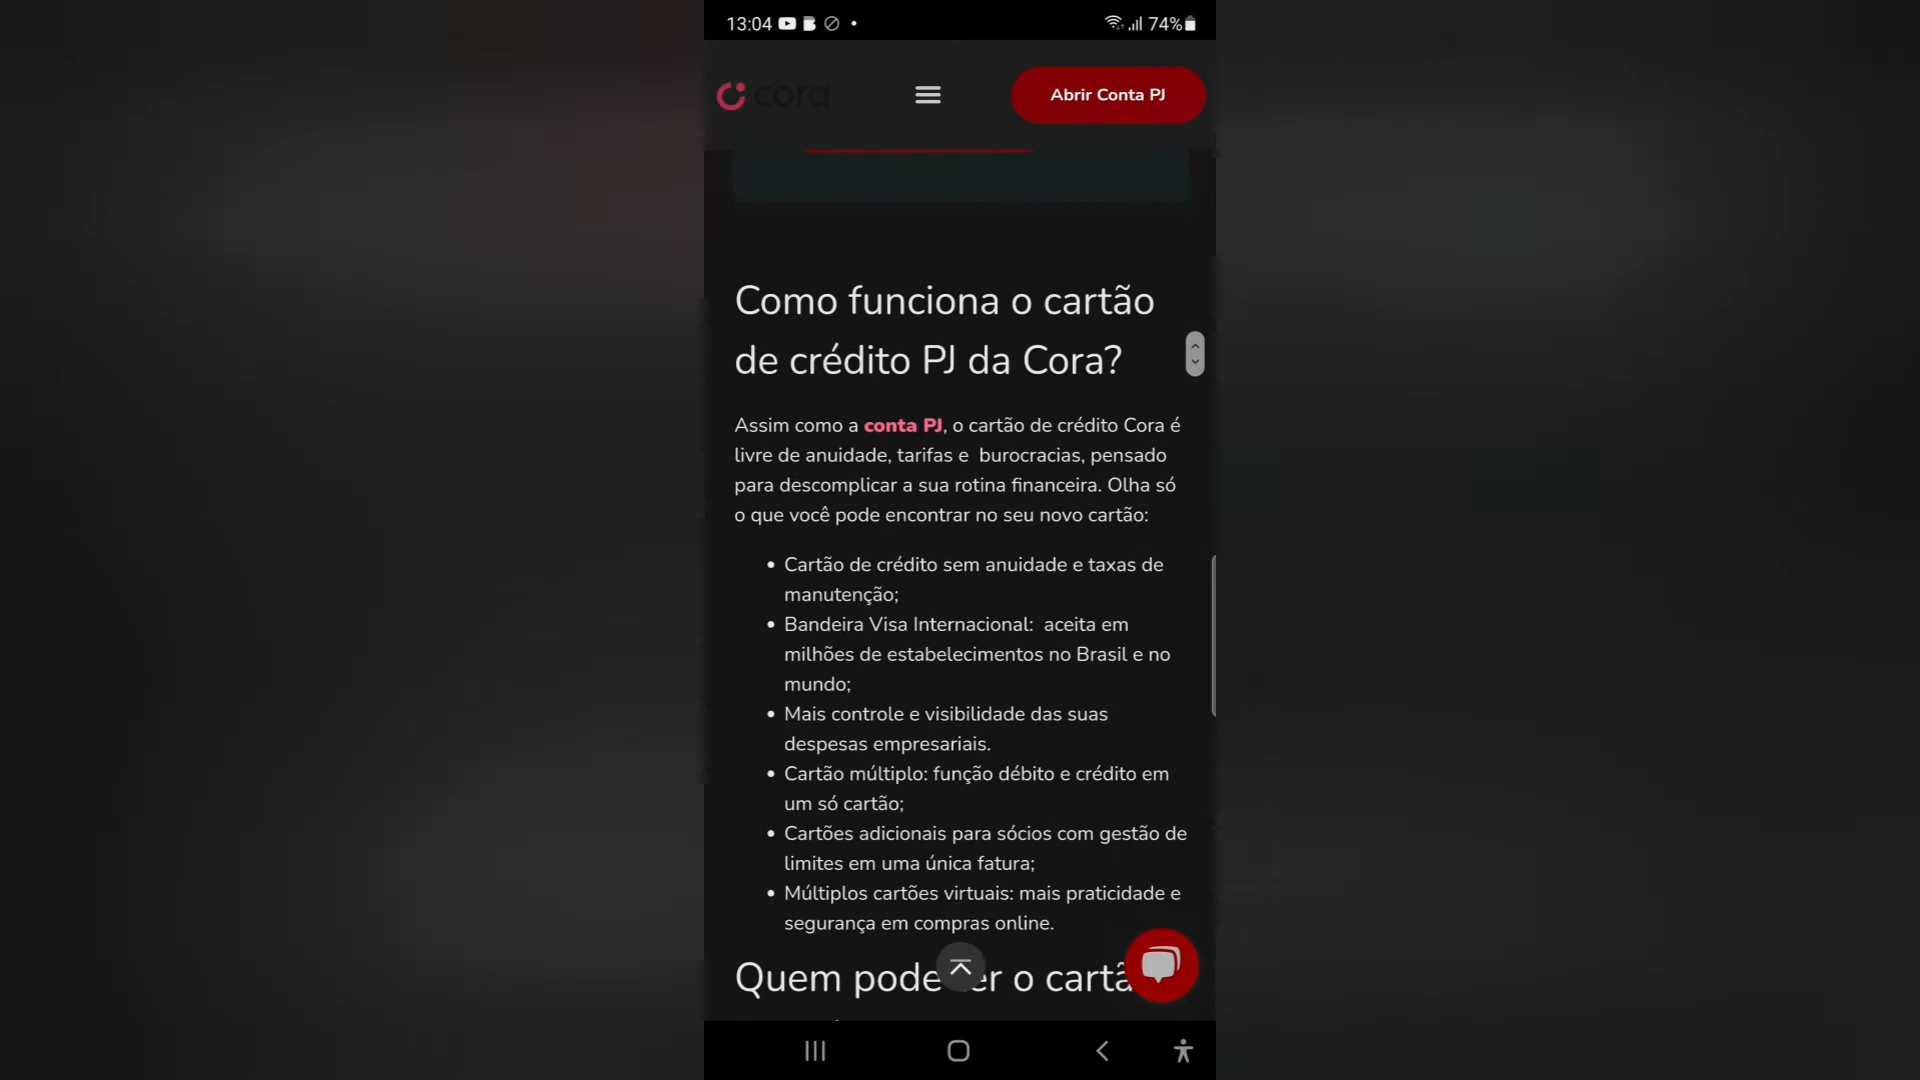 13:04
74%
cora
Abrir Conta PJ
Como funciona o cartão
de crédito PJ da Cora?
Assim como a conta PJ, o cartão de crédito Cora é
livre de anuidade, tarifas e burocracias, pensado
para descomplicar a sua rotina financeira. Olha só
o que você pode encontrar no seu novo cartão:
• Cartão de crédito sem anuidade e taxas de
manutenção;
• Bandeira Visa Internacional: aceita em
milhões de estabelecimentos no Brasil e no
mundo;
• Mais controle e visibilidade das suas
despesas empresariais.
• Cartão múltiplo: função débito e crédito em
um só cartão;
• Cartões adicionais para sócios com gestão de
limites em uma única fatura;
• Múltiplos cartões virtuais: mais praticidade e
segurança em compras online.
Quem pode o